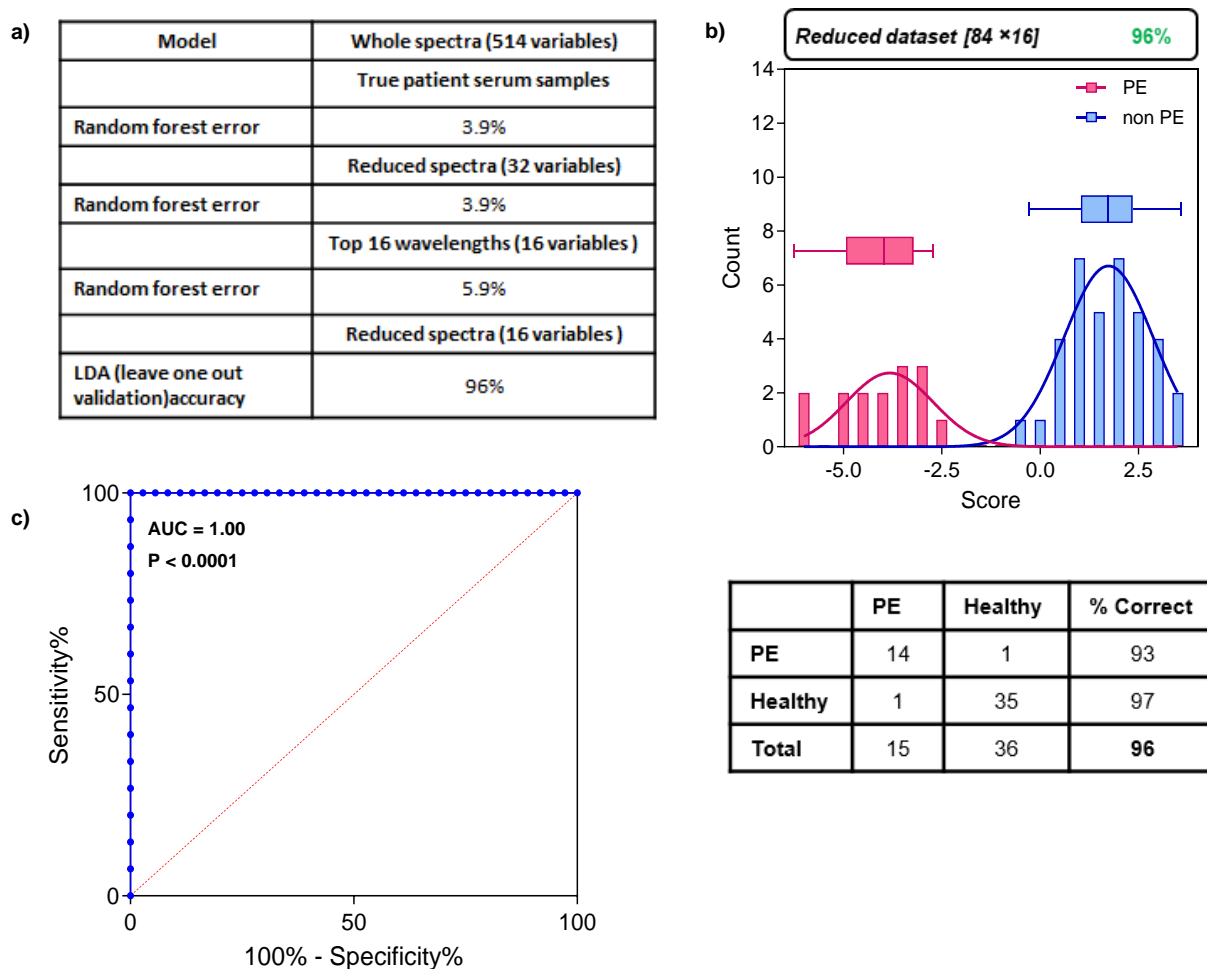 a)
Model Whole spectra (514 variables)
True patient serum samples
Random forest error 3.9%
Reduced spectra (32 variables)
Random forest error 3.9%
Top 16 wavelengths (16 variables )
Random forest error 5.9%
Reduced spectra (16 variables )
LDA (leave one out
validation)accuracy 96%
b)
Reduced dataset [84 ×16] 96%
14
12
10
8
6
4
2
0
Count
PE
non PE
-5.0 -2.5 0.0 2.5
Score
c)
100
50
0
Sensitivity%
AUC = 1.00
P < 0.0001
0 50 100
100% - Specificity%
PE Healthy % Correct
PE 14 1 93
Healthy 1 35 97
Total 15 36 96